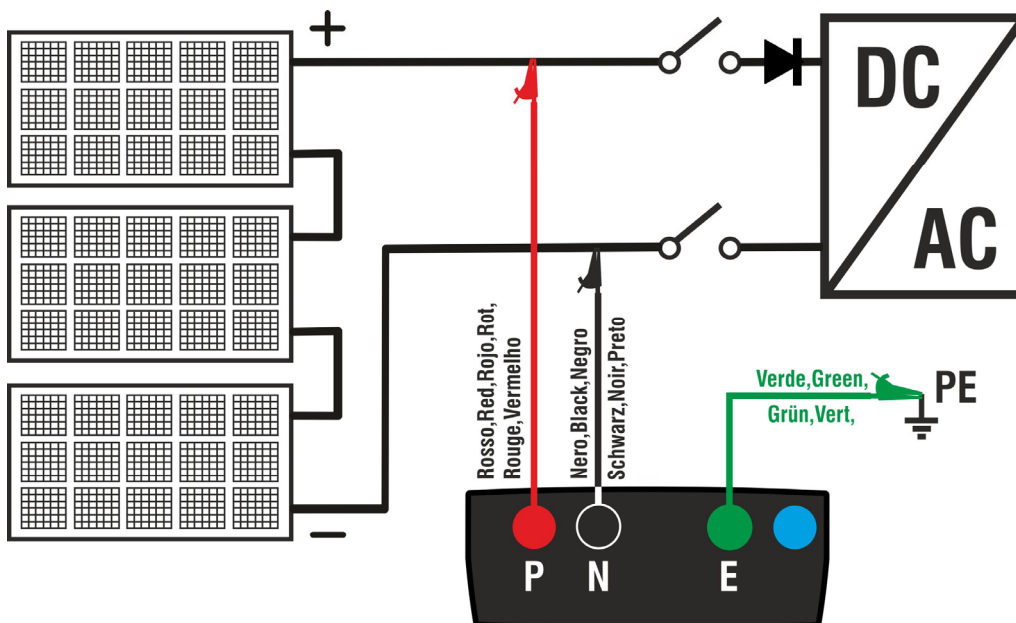 +
DC
AC
Rosso,Red,Rojo,Rot,
Rouge,Vermelho
Nero,Black,Negro
Schwarz,Noir,Preto
Verde,Green,
Grün,Vert,
PE
−
P N E